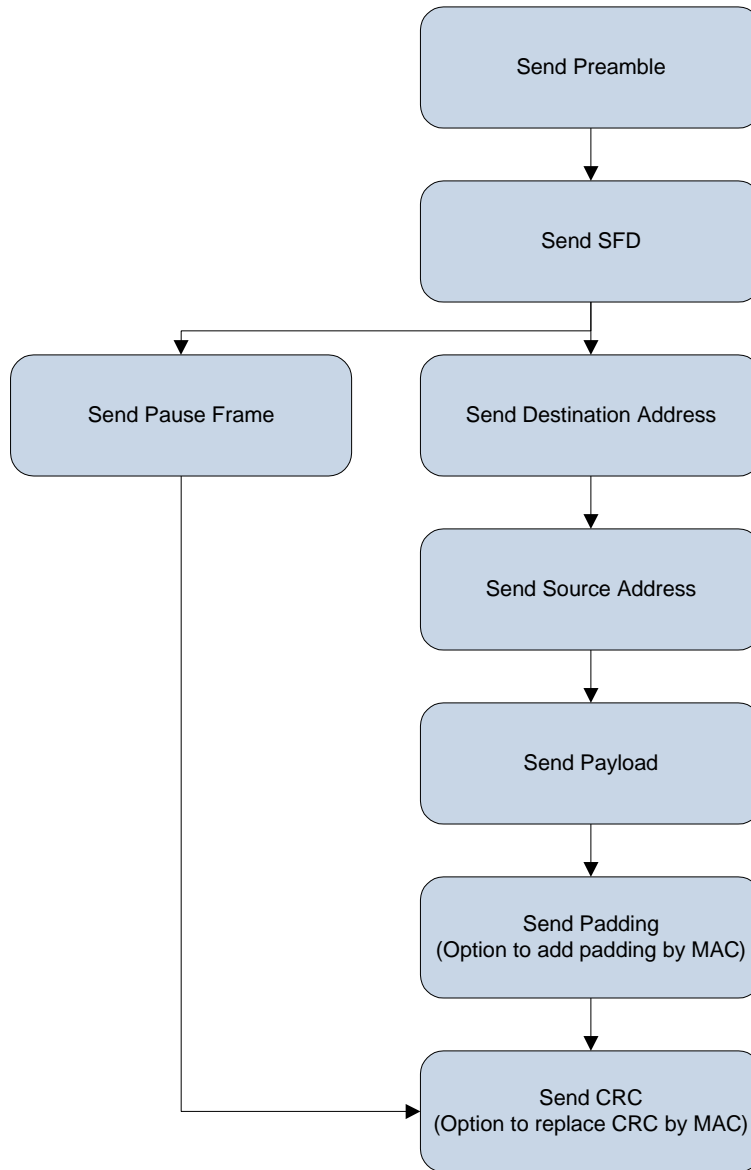 Send Preamble
Send SFD
Send Pause Frame
Send Destination Address
Send Source Address
Send Payload
Send Padding
(Option to add padding by MAC)
Send CRC
(Option to replace CRC by MAC)